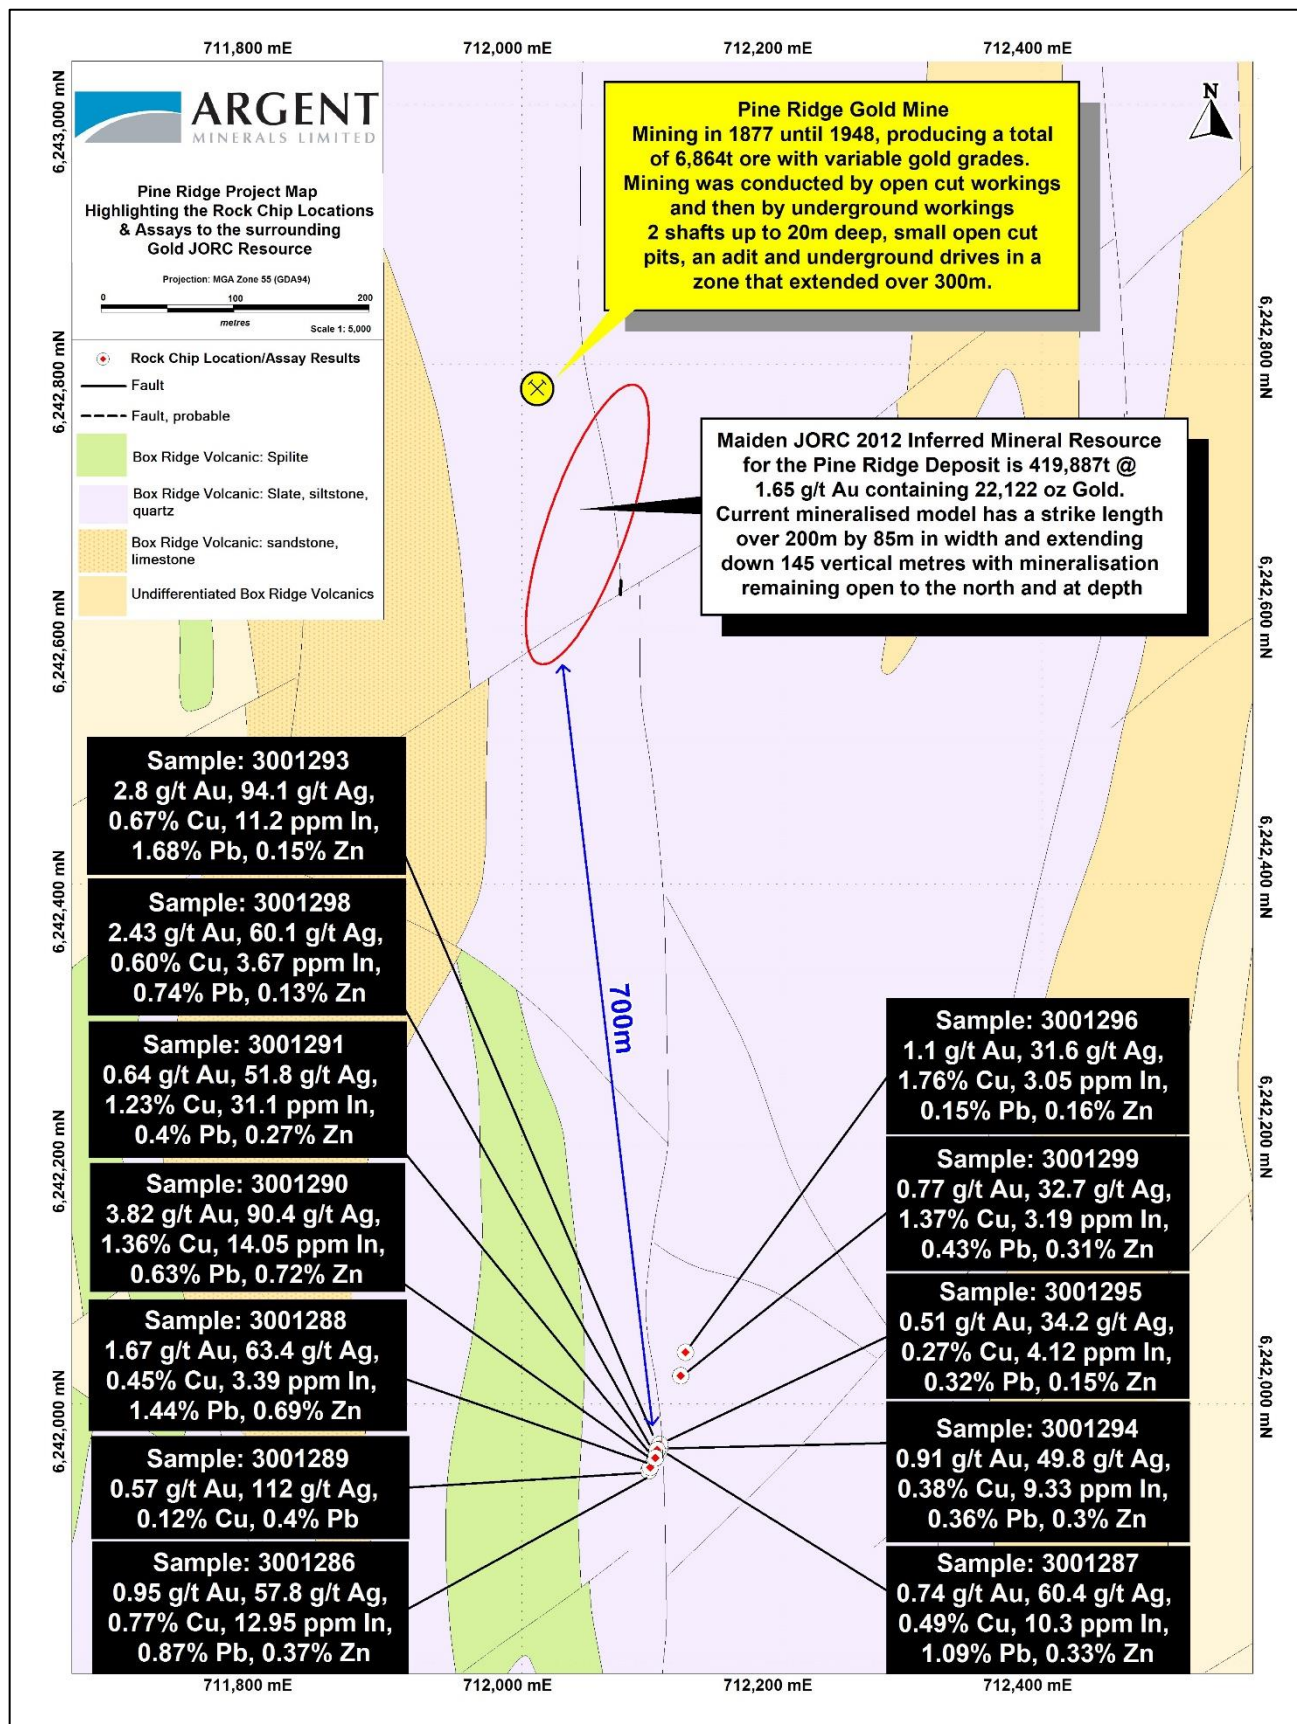 711,800 mE
712,000 mE
712,200 mE
712,400 mE
ARGENT
MINERALS LIMITED
Pine Ridge Project Map
Highlighting the Rock Chip Locations
& Assays to the surrounding
Gold JORC Resource
Projection: MGA Zone 55 (GDA94)
0 100 200
metres
Scale 1: 5,000
Rock Chip Location/Assay Results
Fault
Fault, probable
Box Ridge Volcanic: Spilite
Box Ridge Volcanic: Slate, siltstone,
quartz
Box Ridge Volcanic: sandstone,
limestone
Undifferentiated Box Ridge Volcanics
Pine Ridge Gold Mine
Mining in 1877 until 1948, producing a total
of 6,864t ore with variable gold grades.
Mining was conducted by open cut workings
and then by underground workings
2 shafts up to 20m deep, small open cut
pits, an adit and underground drives in a
zone that extended over 300m.
N
Maiden JORC 2012 Inferred Mineral Resource
for the Pine Ridge Deposit is 419,887t @
1.65 g/t Au containing 22,122 oz Gold.
Current mineralised model has a strike length
over 200m by 85m in width and extending
down 145 vertical metres with mineralisation
remaining open to the north and at depth
6,243,000 mN
6,242,800 mN
6,242,600 mN
6,242,400 mN
6,242,200 mN
6,242,000 mN
700m
Sample: 3001293
2.8 g/t Au, 94.1 g/t Ag,
0.67% Cu, 11.2 ppm In,
1.68% Pb, 0.15% Zn
Sample: 3001298
2.43 g/t Au, 60.1 g/t Ag,
0.60% Cu, 3.67 ppm In,
0.74% Pb, 0.13% Zn
Sample: 3001291
0.64 g/t Au, 51.8 g/t Ag,
1.23% Cu, 31.1 ppm In,
0.4% Pb, 0.27% Zn
Sample: 3001290
3.82 g/t Au, 90.4 g/t Ag,
1.36% Cu, 14.05 ppm In,
0.63% Pb, 0.72% Zn
Sample: 3001288
1.67 g/t Au, 63.4 g/t Ag,
0.45% Cu, 3.39 ppm In,
1.44% Pb, 0.69% Zn
Sample: 3001289
0.57 g/t Au, 112 g/t Ag,
0.12% Cu, 0.4% Pb
Sample: 3001286
0.95 g/t Au, 57.8 g/t Ag,
0.77% Cu, 12.95 ppm In,
0.87% Pb, 0.37% Zn
Sample: 3001296
1.1 g/t Au, 31.6 g/t Ag,
1.76% Cu, 3.05 ppm In,
0.15% Pb, 0.16% Zn
Sample: 3001299
0.77 g/t Au, 32.7 g/t Ag,
1.37% Cu, 3.19 ppm In,
0.43% Pb, 0.31% Zn
Sample: 3001295
0.51 g/t Au, 34.2 g/t Ag,
0.27% Cu, 4.12 ppm In,
0.32% Pb, 0.15% Zn
Sample: 3001294
0.91 g/t Au, 49.8 g/t Ag,
0.38% Cu, 9.33 ppm In,
0.36% Pb, 0.3% Zn
Sample: 3001287
0.74 g/t Au, 60.4 g/t Ag,
0.49% Cu, 10.3 ppm In,
1.09% Pb, 0.33% Zn
6,242,800 mN
6,242,600 mN
6,242,400 mN
6,242,200 mN
6,242,000 mN
711,800 mE
712,000 mE
712,200 mE
712,400 mE